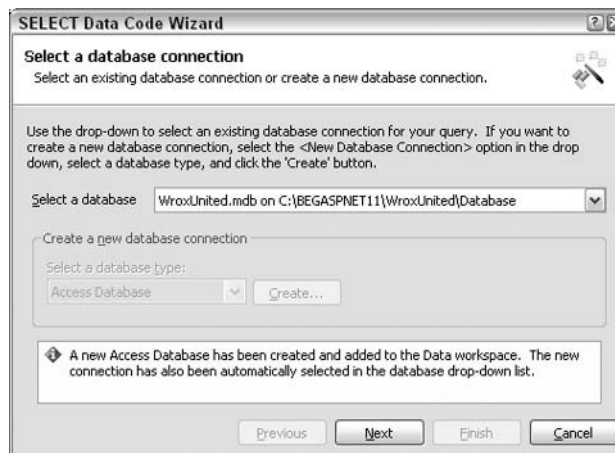 SELECT Data Code Wizard
Select a database connection
Select an existing database connection or create a new database connection.
Use the drop-down to select an existing database connection for your query. If you want to
create a new database connection, select the <New Database Connection> option in the drop
down, select a database type, and click the 'Create' button.
Select a database WroxUnited.mdb on C:\BEGASPNET11\WroxUnited\Database
Create a new database connection
Select a database type:
Access Database Create...
A new Access Database has been created and added to the Data workspace. The new
connection has also been automatically selected in the database drop-down list.
Previous Next Finish Cancel